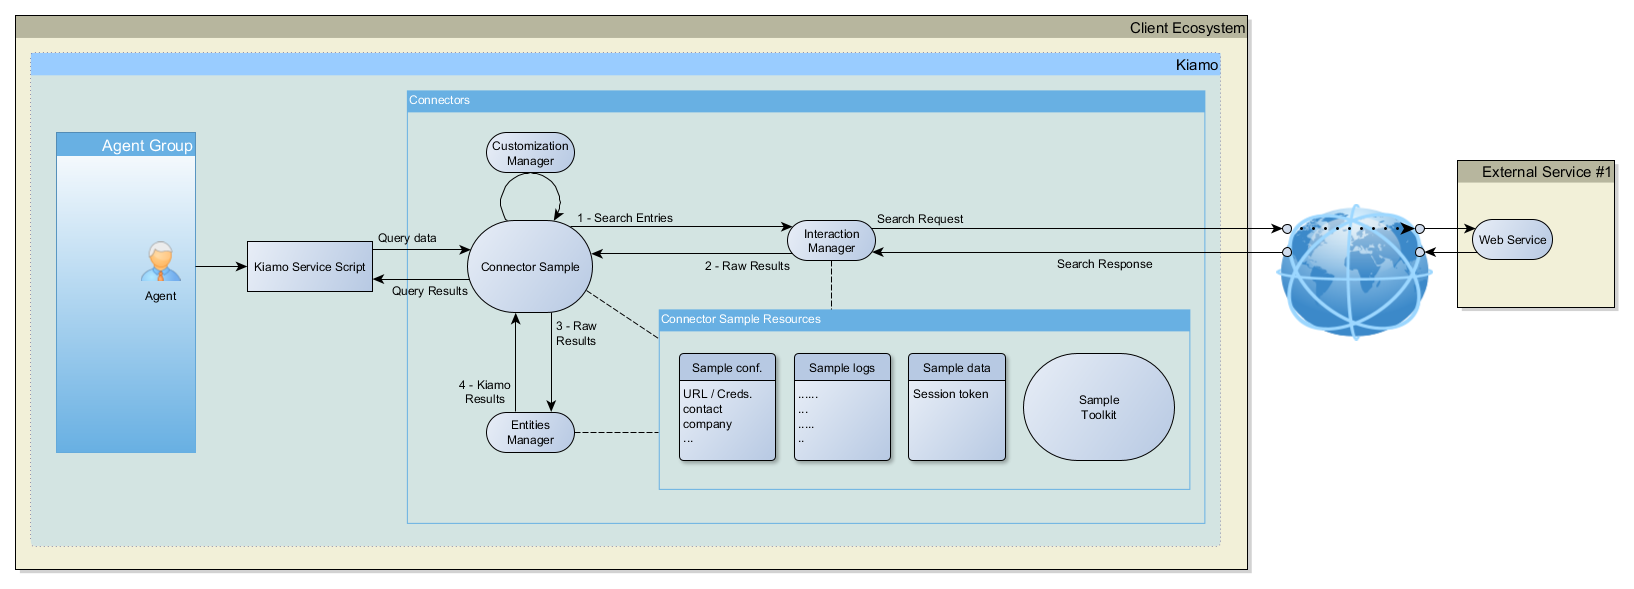 Client Ecosystem
Kiamo
Connectors
Agent Group
Customization
Manager
External Service #1
1 - Search Entries
Search Request
Interaction
Manager
Query data
Web Service
Kiamo Service Script
Connector Sample
2 - Raw Results
Search Response
Agent
Query Results
Connector Sample Resources
3 - Raw
Results
Sample conf.
URL / Creds.
contact
company
...
Sample logs
......
...
.....
..
Sample data
Session token
Sample
Toolkit
4 - Kiamo
Results
Entities
Manager